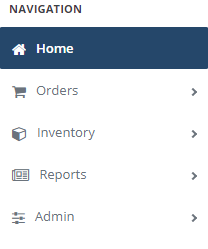 NAVIGATION
Home
Orders
Inventory
Reports
Admin